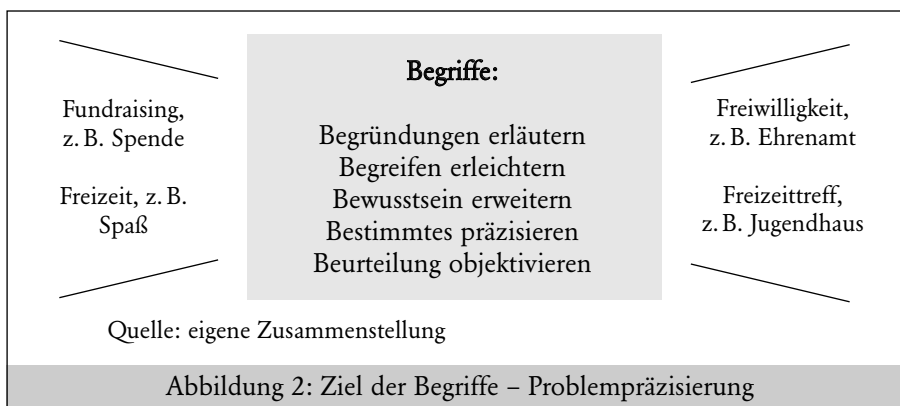 Fundraising,
z. B. Spende
Freizeit, z. B.
Spaß
Begriffe:
Begründungen erläutern
Begreifen erleichtern
Bewusstsein erweitern
Bestimmtes präzisieren
Beurteilung objektivieren
Freiwilligkeit,
z. B. Ehrenamt
Freizeittreff,
z. B. Jugendhaus
Quelle: eigene Zusammenstellung
Abbildung 2: Ziel der Begriffe – Problempräzisierung